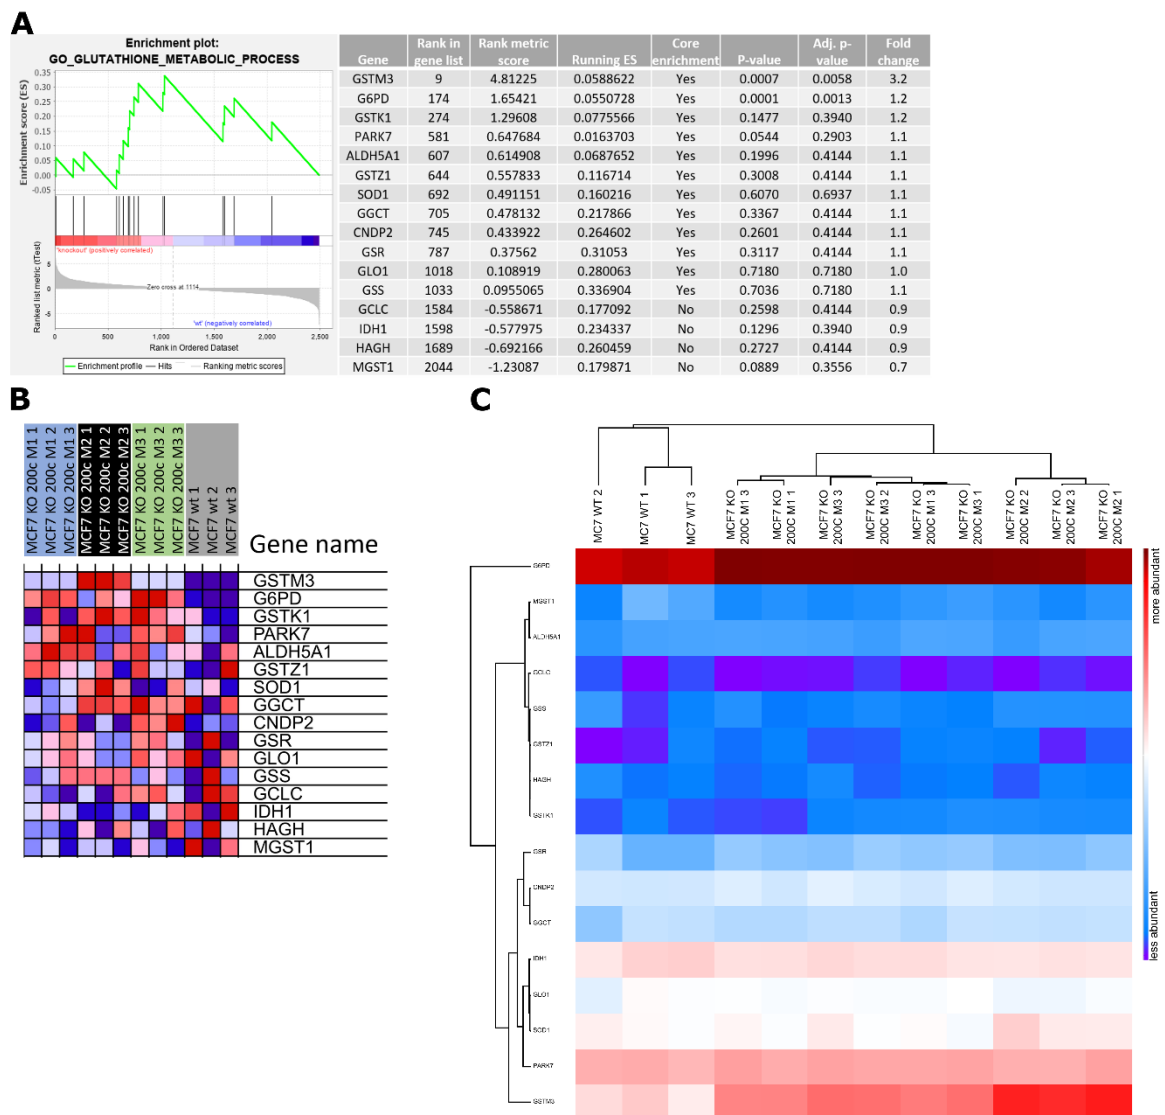 A
Enrichment plot:
GO_GLUTATHIONE_METABOLIC_PROCESS
Enrichment score (ES)
0.35
0.30
0.25
0.20
0.15
0.10
0.05
0.00
-0.05
'knockout' (positively correlated)
Ranked list metric (tTest)
5
0
-5
Zero cross at 1114
'wt' (negatively correlated)
0 500 1,000 1,500 2,000 2,500
Rank in Ordered Dataset
Enrichment profile Hits Ranking metric scores
Gene Rank in gene list Rank metric score Running ES Core enrichment P-value Adj. p-value Fold change
GSTM3 9 4.81225 0.0588622 Yes 0.0007 0.0058 3.2
G6PD 174 1.65421 0.0550728 Yes 0.0001 0.0013 1.2
GSTK1 274 1.29608 0.0775566 Yes 0.1477 0.3940 1.2
PARK7 581 0.647684 0.0163703 Yes 0.0544 0.2903 1.1
ALDH5A1 607 0.614908 0.0687652 Yes 0.1996 0.4144 1.1
GSTZ1 644 0.557833 0.116714 Yes 0.3008 0.4144 1.1
SOD1 692 0.491151 0.160216 Yes 0.6070 0.6937 1.1
GGCT 705 0.478132 0.217866 Yes 0.3367 0.4144 1.1
CNDP2 745 0.433922 0.264602 Yes 0.2601 0.4144 1.1
GSR 787 0.37562 0.31053 Yes 0.3117 0.4144 1.1
GLO1 1018 0.108919 0.280063 Yes 0.7180 0.7180 1.0
GSS 1033 0.0955065 0.336904 Yes 0.7036 0.7180 1.1
GCLC 1584 -0.558671 0.177092 No 0.2598 0.4144 0.9
IDH1 1598 -0.577975 0.234337 No 0.1296 0.3940 0.9
HAGH 1689 -0.692166 0.260459 No 0.2727 0.4144 0.9
MGST1 2044 -1.23087 0.179871 No 0.0889 0.3556 0.7
B
MCF7 KO 200c M1 1
MCF7 KO 200c M1 2
MCF7 KO 200c M1 3
MCF7 KO 200c M2 1
MCF7 KO 200c M2 2
MCF7 KO 200c M2 3
MCF7 KO 200c M3 1
MCF7 KO 200c M3 2
MCF7 KO 200c M3 3
MCF7 wt 1
MCF7 wt 2
MCF7 wt 3
Gene name
GSTM3
G6PD
GSTK1
PARK7
ALDH5A1
GSTZ1
SOD1
GGCT
CNDP2
GSR
GLO1
GSS
GCLC
IDH1
HAGH
MGST1
C
MC7 WT 2
MC7 WT 1
MC7 WT 3
MCF7 KO
200C M1 3
MCF7 KO
200C M1 1
MCF7 KO
200C M3 3
MCF7 KO
200C M3 2
MCF7 KO
200C M1 3
MCF7 KO
200C M3 1
MCF7 KO
200C M2 2
MCF7 KO
200C M2 3
MCF7 KO
200C M2 1
G6PD
MGST1
ALDH5A1
GCLC
GSS
GSTZ1
HAGH
GSTK1
GSR
CNDP2
GGCT
IDH1
GLO1
SOD1
PARK7
GSTM3
more abundant
less abundant